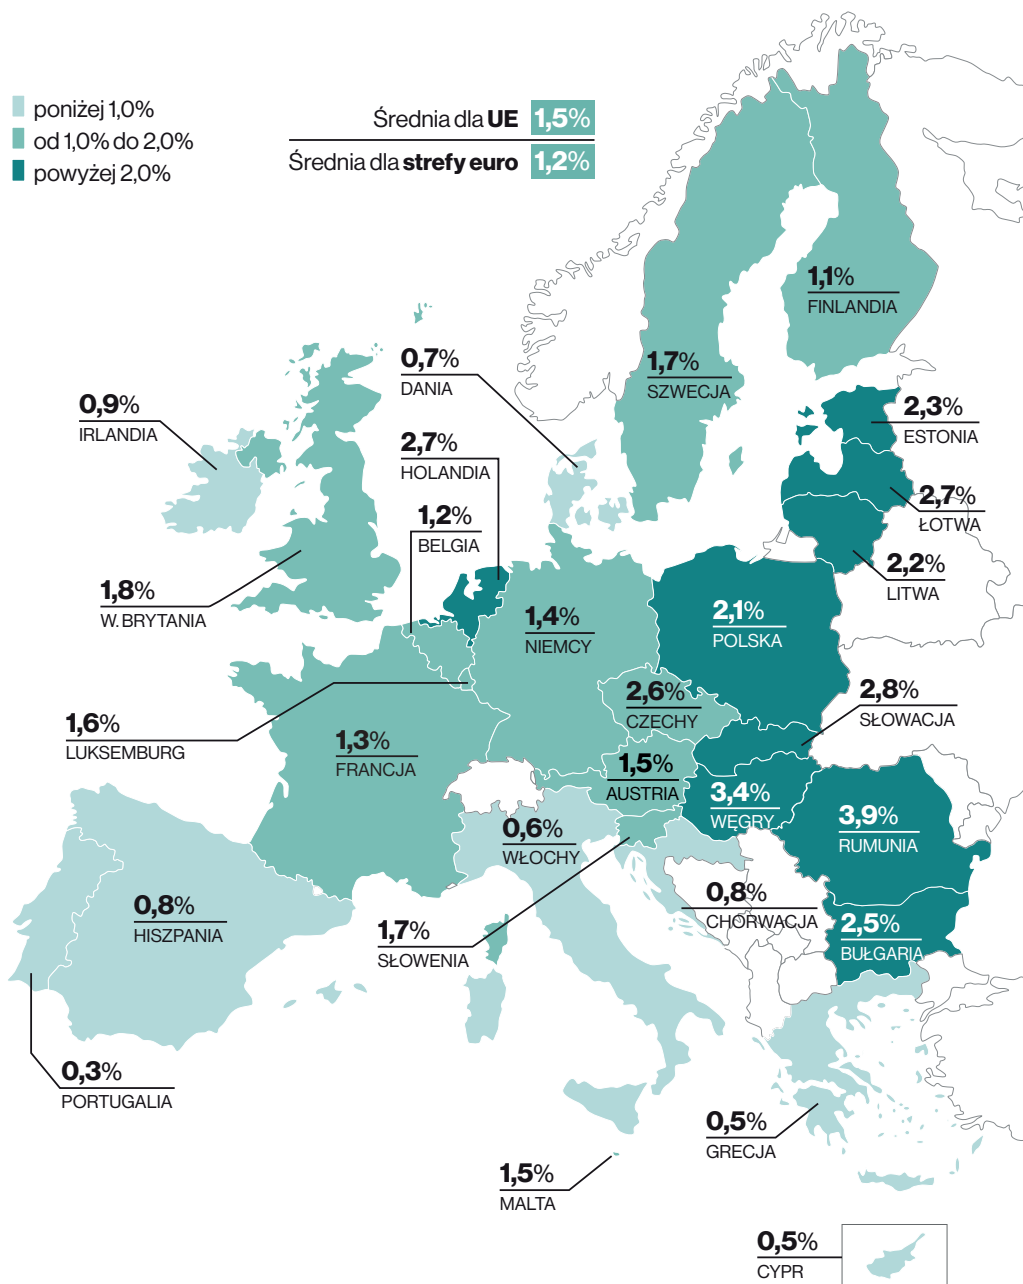 poniżej 1,0%
od 1,0% do 2,0%
powyżej 2,0%
Średnia dla UE 1,5%
Średnia dla strefy euro 1,2%
1,1%
FINLANDIA
0,7%
DANIA
1,7%
SZWECJA
0,9%
IRLANDIA
2,3%
ESTONIA
2,7%
HOLANDIA
2,7%
ŁOTWA
1,2%
BELGIA
2,2%
LITWA
1,8%
W. BRYTANIA
1,4%
NIEMCY
2,1%
POLSKA
2,6%
CZECHY
2,8%
SŁOWACJA
1,6%
LUKSEMBURG
1,3%
FRANCJA
1,5%
AUSTRIA
3,4%
WĘGRY
3,9%
RUMUNIA
0,6%
WŁOCHY
0,8%
HISZPANIA
0,8%
CHORWACJA
1,7%
SŁOWENIA
2,5%
BUŁGARIA
0,3%
PORTUGALIA
0,5%
GRECJA
1,5%
MALTA
0,5%
CYPR